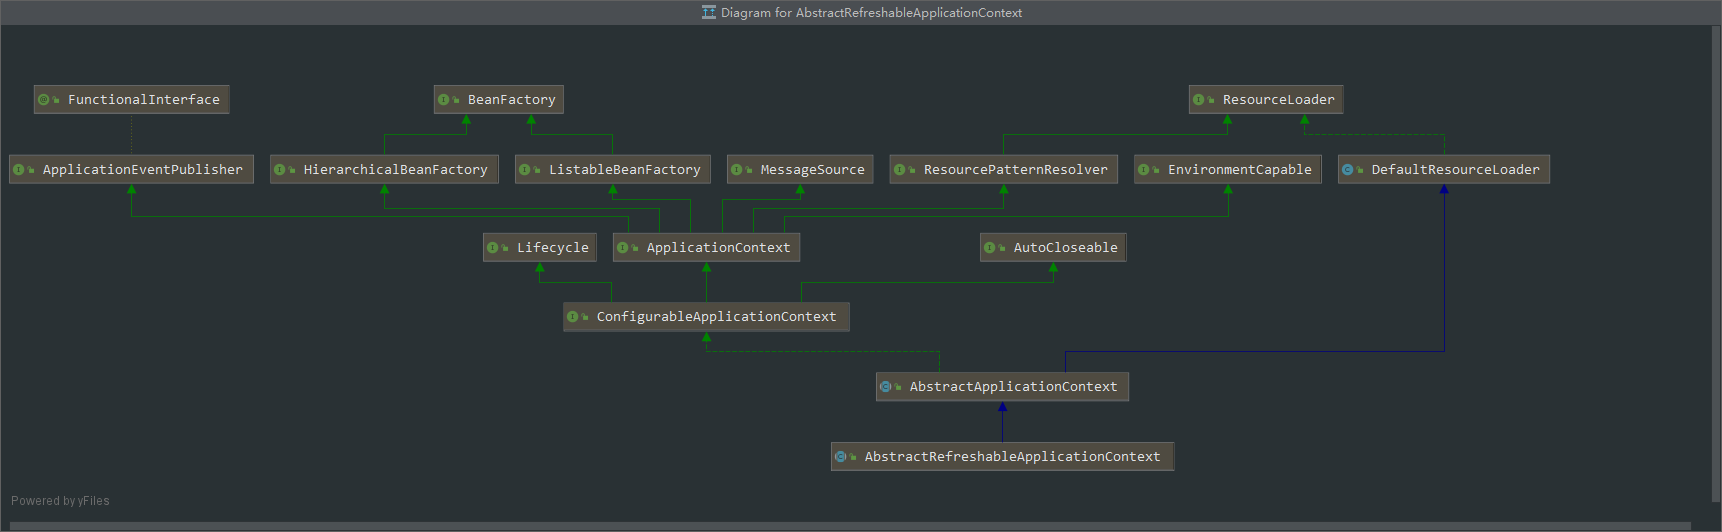 Diagram for AbstractRefreshableApplicationContext
FunctionalInterface
BeanFactory
ResourceLoader
ApplicationEventPublisher
HierarchicalBeanFactory
ListableBeanFactory
MessageSource
ResourcePatternResolver
EnvironmentCapable
DefaultResourceLoader
Lifecycle
ApplicationContext
AutoCloseable
ConfigurableApplicationContext
AbstractApplicationContext
AbstractRefreshableApplicationContext
Powered by yFiles